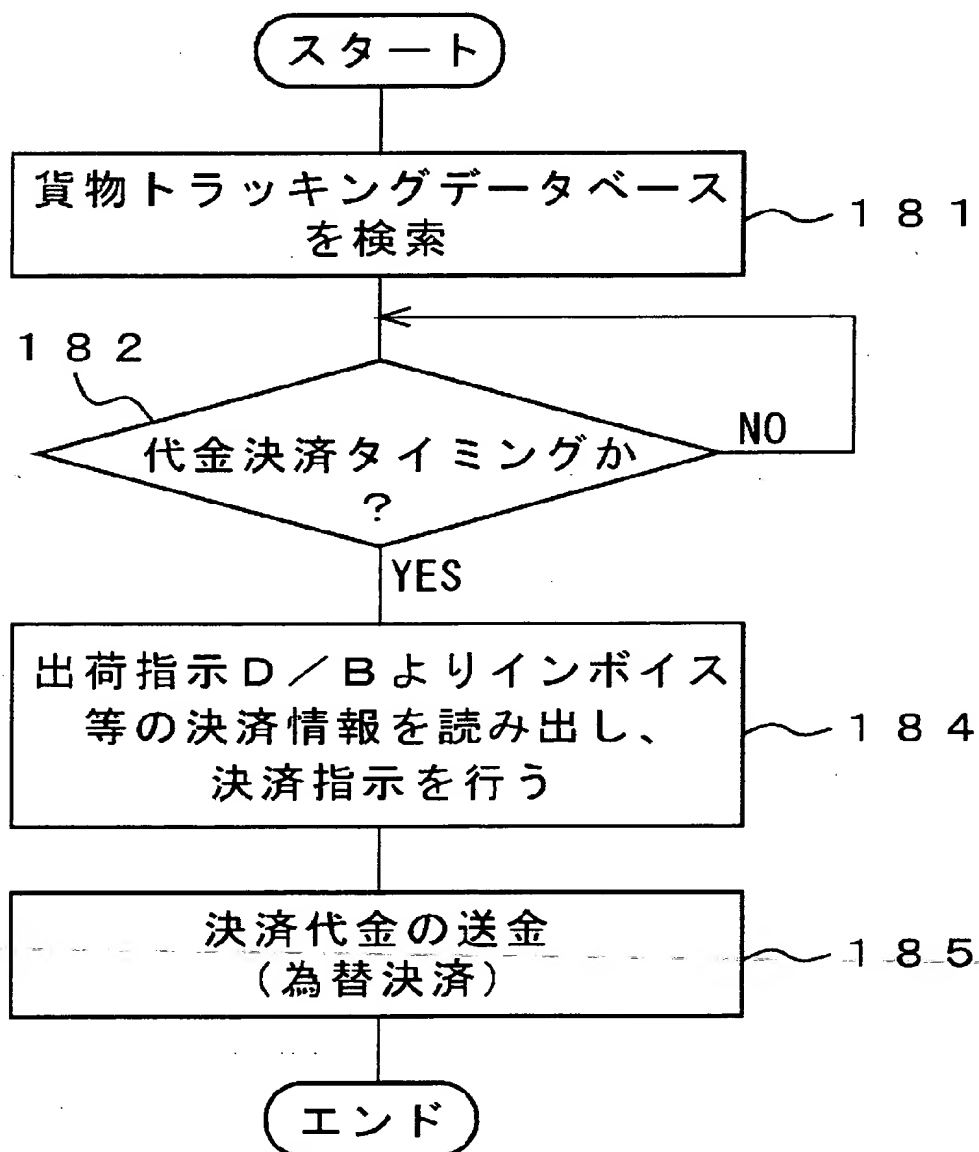 スタート
貨物トラッキングデータベース
を検索
181
182
代金決済タイミングか
?
NO
YES
出荷指示D/Bよりインボイス
等の決済情報を読み出し、
決済指示を行う
184
決済代金の送金
(為替決済)
185
エンド